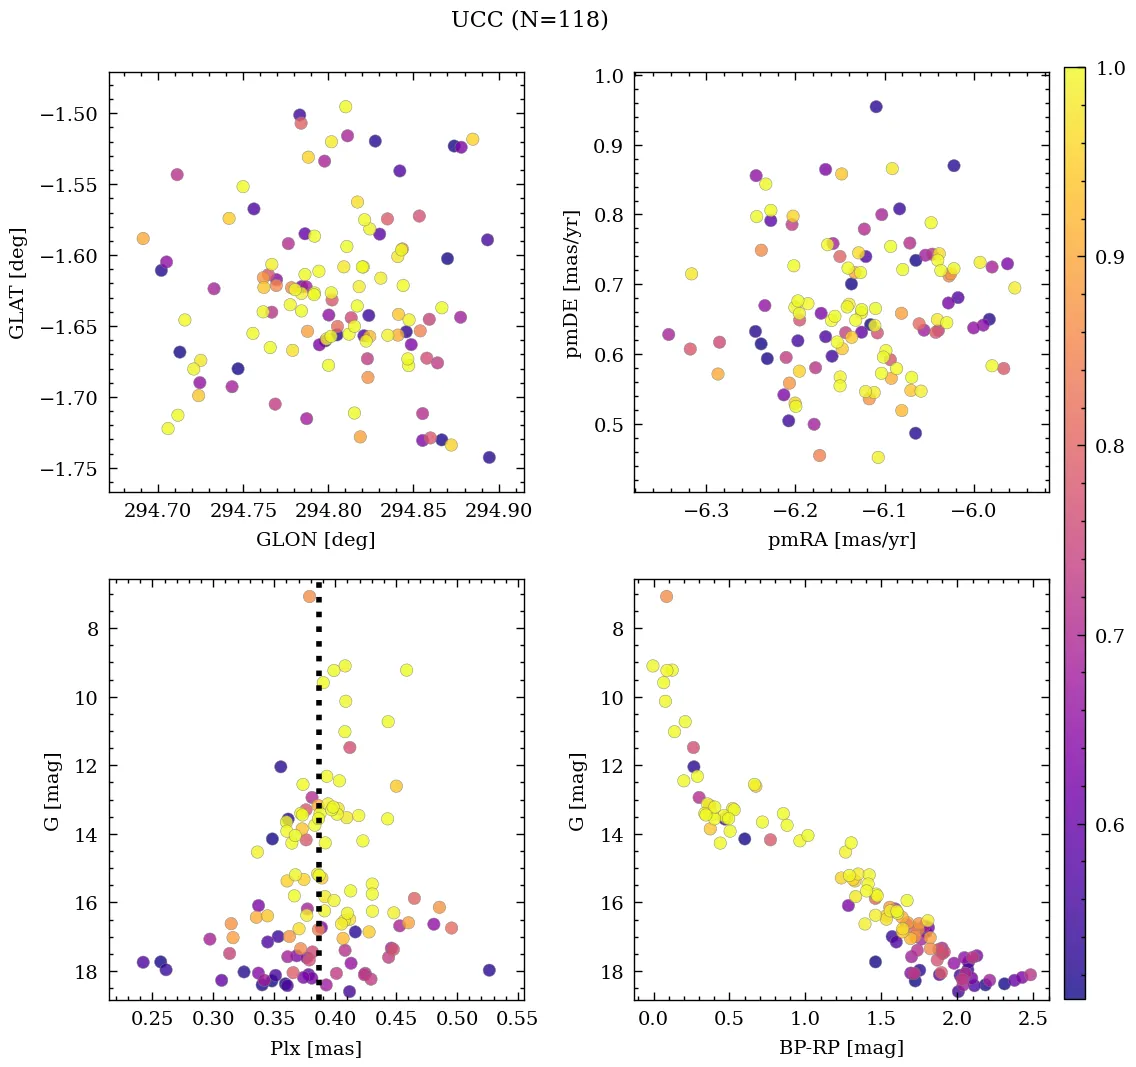 UCC (N=118)
−1.50
−1.55
−1.60
−1.65
−1.70
−1.75
GLAT [deg]
294.70 294.75 294.80 294.85 294.90
GLON [deg]
1.0
0.9
0.8
0.7
0.6
0.5
pmDE [mas/yr]
−6.3 −6.2 −6.1 −6.0
pmRA [mas/yr]
8
10
12
14
16
18
G [mag]
0.25 0.30 0.35 0.40 0.45 0.50 0.55
Plx [mas]
8
10
12
14
16
18
G [mag]
0.0 0.5 1.0 1.5 2.0 2.5
BP-RP [mag]
1.0
0.9
0.8
0.7
0.6